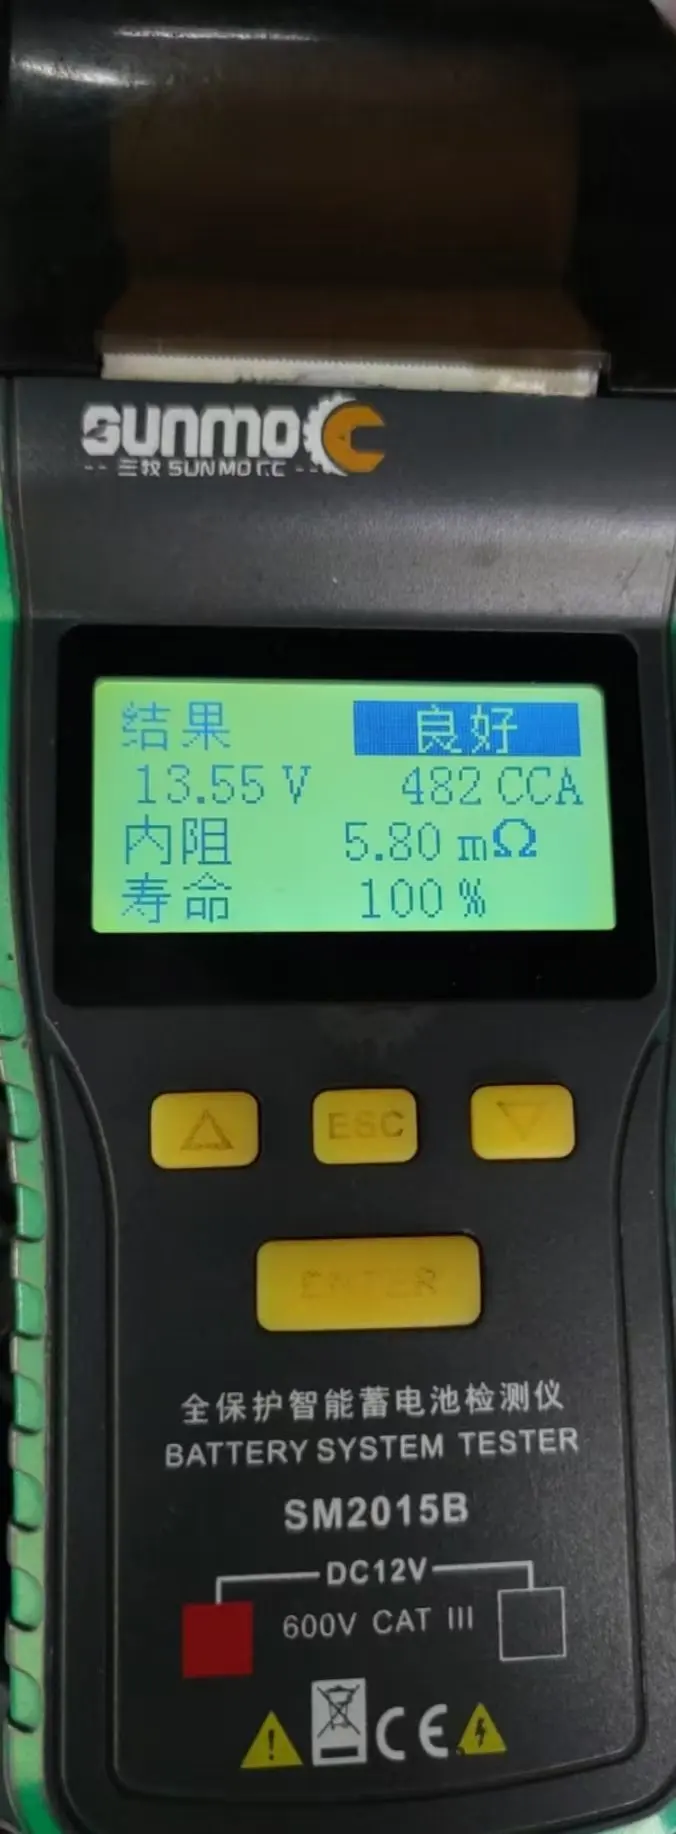 SUNMO
-- 三牧 SUNMO --
结果 良好
13.55 V 482 CCA
内阻 5.80 mΩ
寿命 100 %
ESC
ENTER
全保护智能蓄电池检测仪
BATTERY SYSTEM TESTER
SM2015B
DC12V
600V CAT III
CE